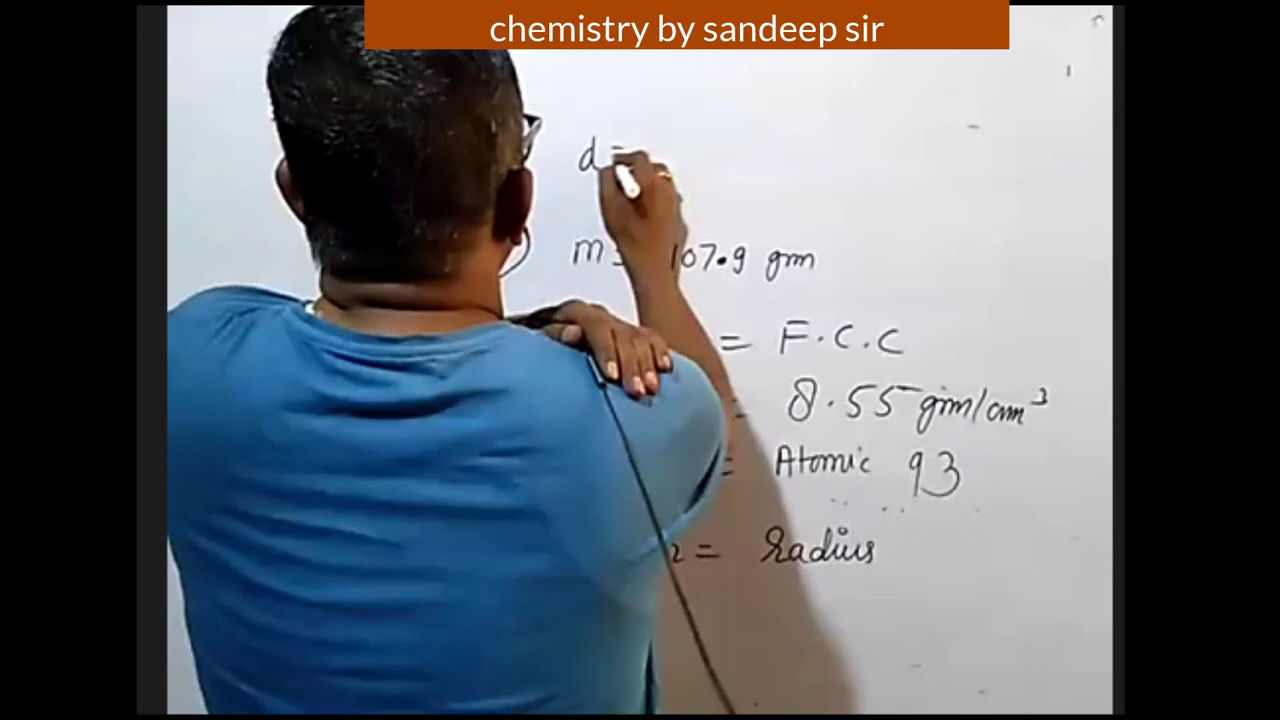 chemistry by sandeep sir
d =
m = 107.9 gm
= F.C.C
= 8.55 gm/cm³
= Atomic 93
r = radius